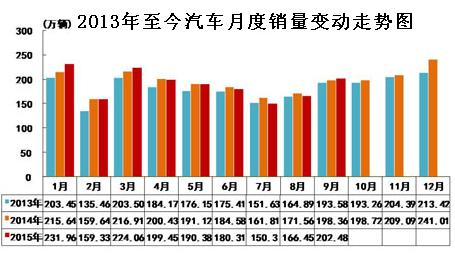 2013年至今汽车月度销量变动走势图
(万辆)
300
250
200
150
100
50
0
1月 2月 3月 4月 5月 6月 7月 8月 9月 10月 11月 12月
2013年 203.45 135.46 203.50 184.17 176.15 175.41 151.63 164.89 193.58 193.26 204.39 213.42
2014年 215.64 159.64 216.91 200.43 191.12 184.58 161.81 171.56 198.36 198.72 209.09 241.01
2015年 231.96 159.33 224.06 199.45 190.38 180.31 150.3 166.45 202.48